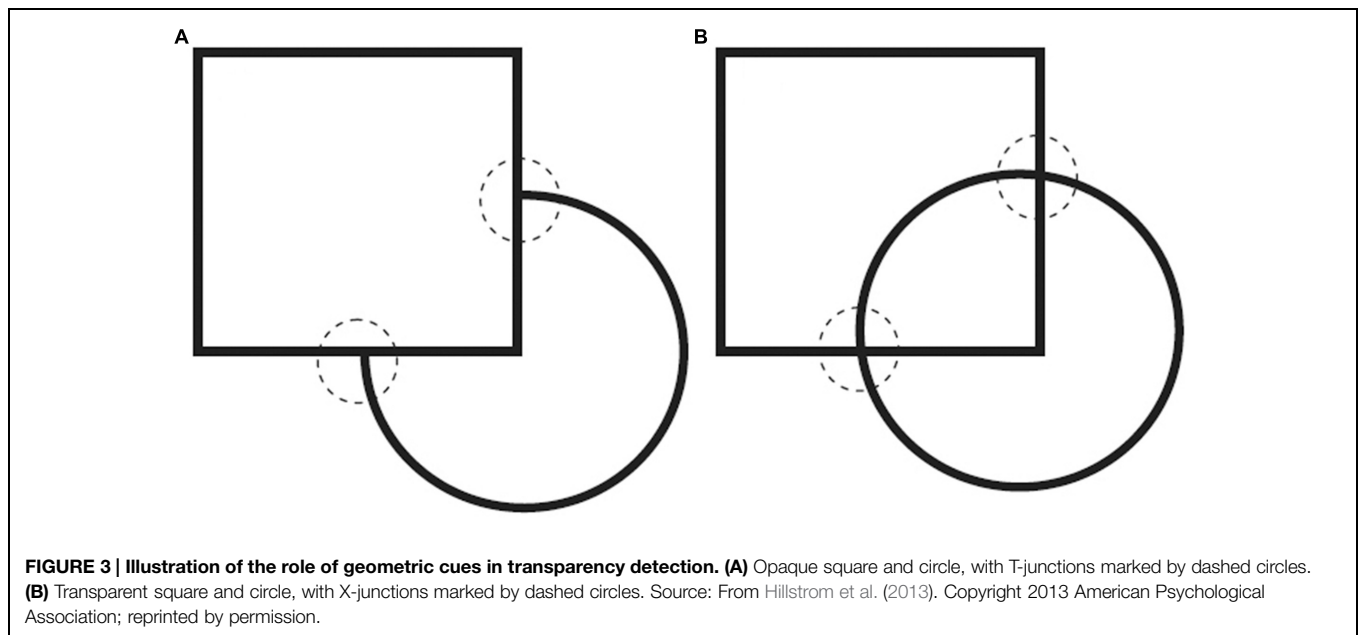 A
B
FIGURE 3 | Illustration of the role of geometric cues in transparency detection. (A) Opaque square and circle, with T-junctions marked by dashed circles.
(B) Transparent square and circle, with X-junctions marked by dashed circles. Source: From Hillstrom et al. (2013). Copyright 2013 American Psychological
Association; reprinted by permission.